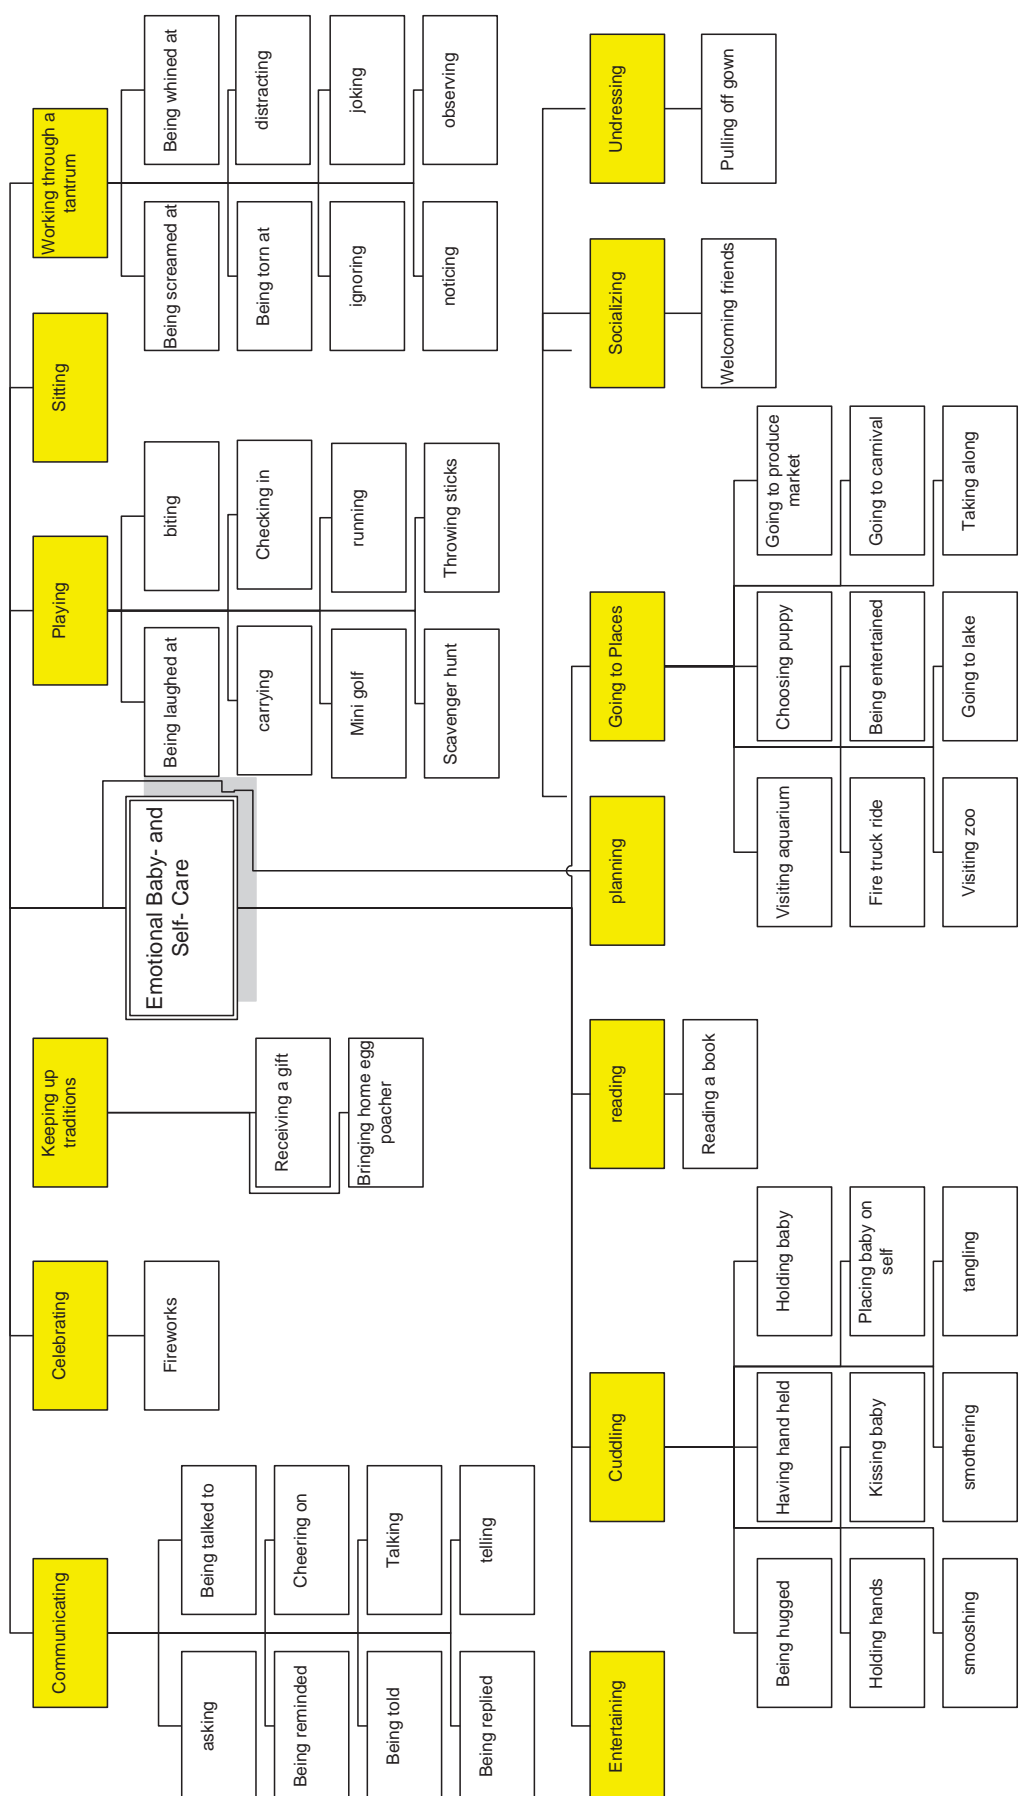 Emotional Baby- and
Self- Care
Communicating
Celebrating
Keeping up
traditions
Playing
Sitting
Working through a
tantrum
asking
Being talked to
Being reminded
Cheering on
Being told
Talking
Being replied
telling
Fireworks
Receiving a gift
Bringing home egg
poacher
Being laughed at
biting
carrying
Checking in
Mini golf
running
Scavenger hunt
Throwing sticks
Being screamed at
Being whined at
Being torn at
distracting
ignoring
joking
noticing
observing
Entertaining
Cuddling
reading
planning
Going to Places
Socializing
Undressing
Being hugged
Having hand held
Holding baby
Holding hands
Kissing baby
Placing baby on
self
smooshing
smothering
tangling
Reading a book
Visiting aquarium
Choosing puppy
Going to produce
market
Fire truck ride
Being entertained
Going to carnival
Visiting zoo
Going to lake
Taking along
Welcoming friends
Pulling off gown